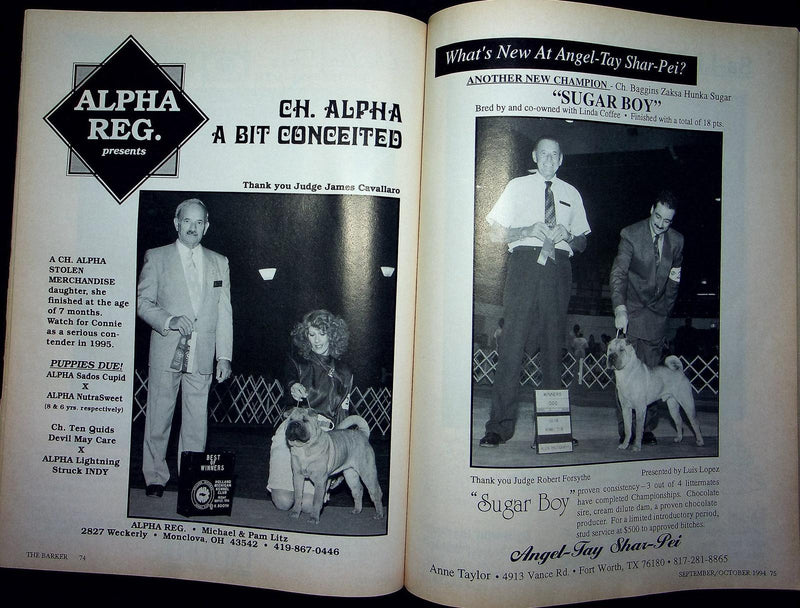 ALPHA
REG.
presents
CH. ALPHA
A BIT CONCEITED
Thank you Judge James Cavallaro
A CH. ALPHA
STOLEN
MERCHANDISE
daughter, she
finished at the age
of 7 months.
Watch for Connie
as a serious con-
tender in 1995.
PUPPIES DUE!
ALPHA Sados Cupid
X
ALPHA NutraSweet
(8 & 6 yrs. respectively)
Ch. Ten Quids
Devil May Care
X
ALPHA Lightning
Struck INDY
BEST
OF
WINNERS
HOLLAND
MICHIGAN
KENNEL
CLUB
ALPHA REG. • Michael & Pam Litz
2827 Weckerly • Monclova, OH 43542 • 419-867-0446
THE BARKER 74
What's New At Angel-Tay Shar-Pei?
ANOTHER NEW CHAMPION - Ch. Baggins Zaksa Hunka Sugar
"SUGAR BOY"
Bred by and co-owned with Linda Coffee • Finished with a total of 18 pts.
WINNERS
DOG
Thank you Judge Robert Forsythe
Presented by Luis Lopez
"Sugar Boy" proven consistency - 3 out of 4 littermates
have completed Championships. Chocolate
sire, cream dilute dam, a proven chocolate
producer. For a limited introductory period,
stud service at $500 to approved bitches.
Angel-Tay Shar-Pei
Anne Taylor • 4913 Vance Rd. • Fort Worth, TX 76180 • 817-281-8865
SEPTEMBER/OCTOBER 1994 75